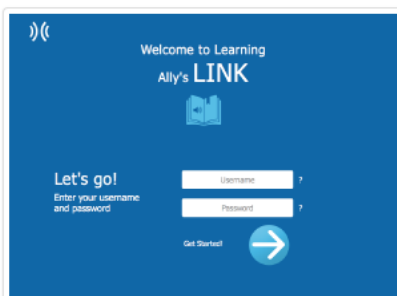 Welcome to Learning
Ally's LINK
Let's go!
Enter your username
and password
Username ?
Password ?
Get Started!